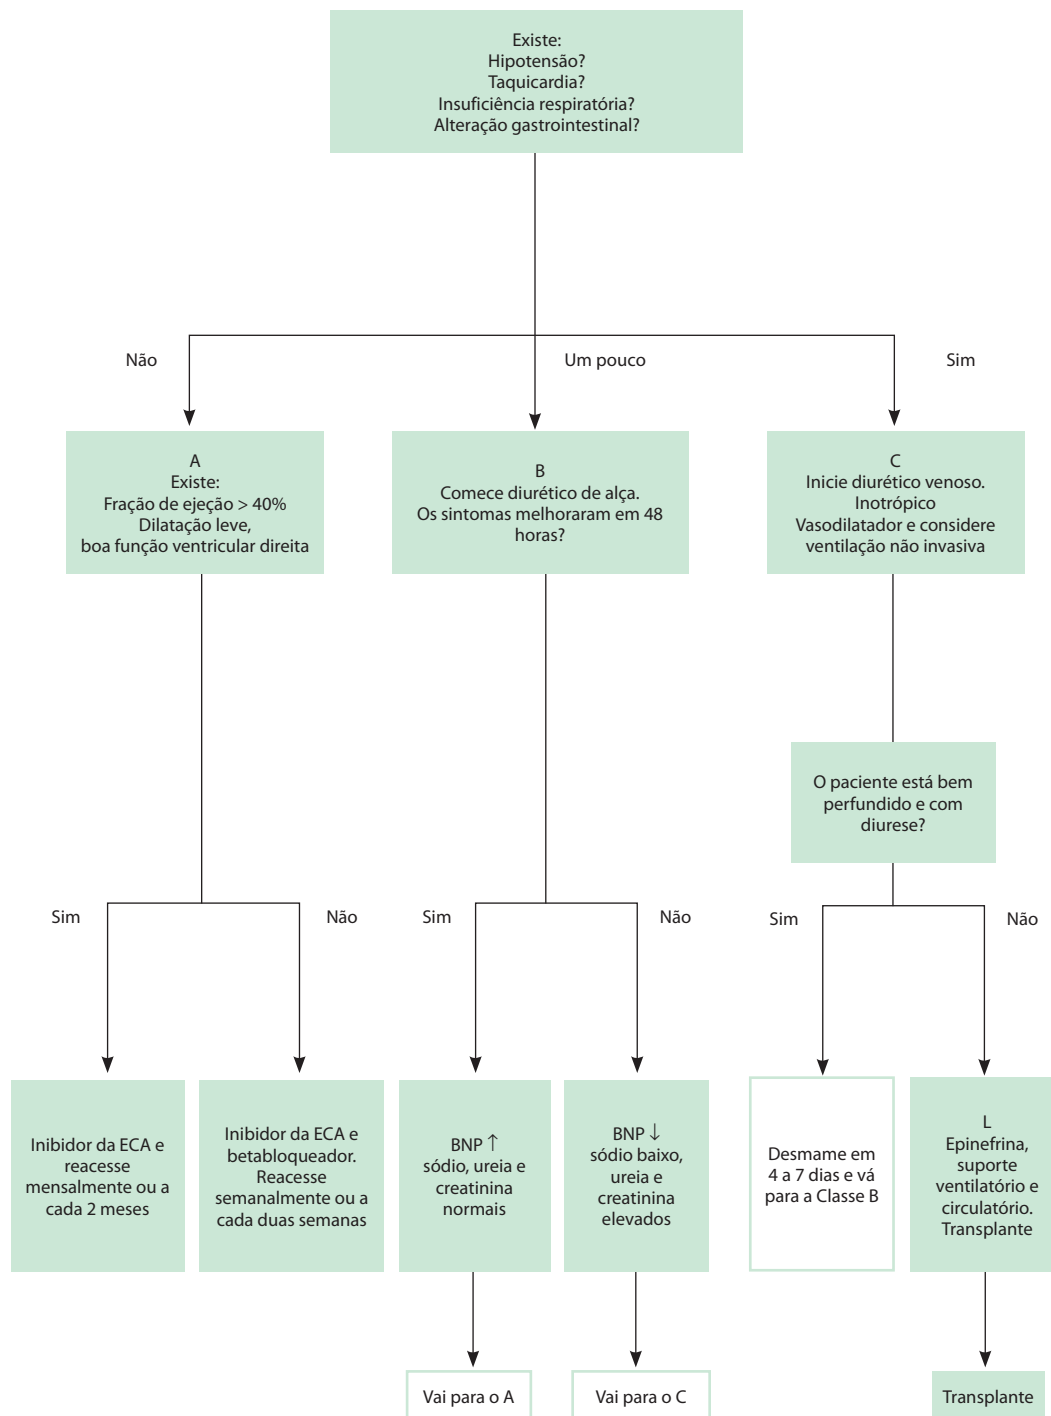 Existe:
Hipotensão?
Taquicardia?
Insuficiência respiratória?
Alteração gastrointestinal?
Não
Um pouco
Sim
A
Existe:
Fração de ejeção > 40%
Dilatação leve,
boa função ventricular direita
B
Comece diurético de alça.
Os sintomas melhoraram em 48
horas?
C
Inicie diurético venoso.
Inotrópico
Vasodilatador e considere
ventilação não invasiva
O paciente está bem
perfundido e com
diurese?
Sim
Não
Sim
Não
Sim
Não
Inibidor da ECA e
reacesse
mensalmente ou a
cada 2 meses
Inibidor da ECA e
betabloqueador.
Reacesse
semanalmente ou a
cada duas semanas
BNP ↑
sódio, ureia e
creatinina
normais
BNP ↓
sódio baixo,
ureia e
creatinina
elevados
Desmame em
4 a 7 dias e vá
para a Classe B
L
Epinefrina,
suporte
ventilatório e
circulatório.
Transplante
Vai para o A
Vai para o C
Transplante